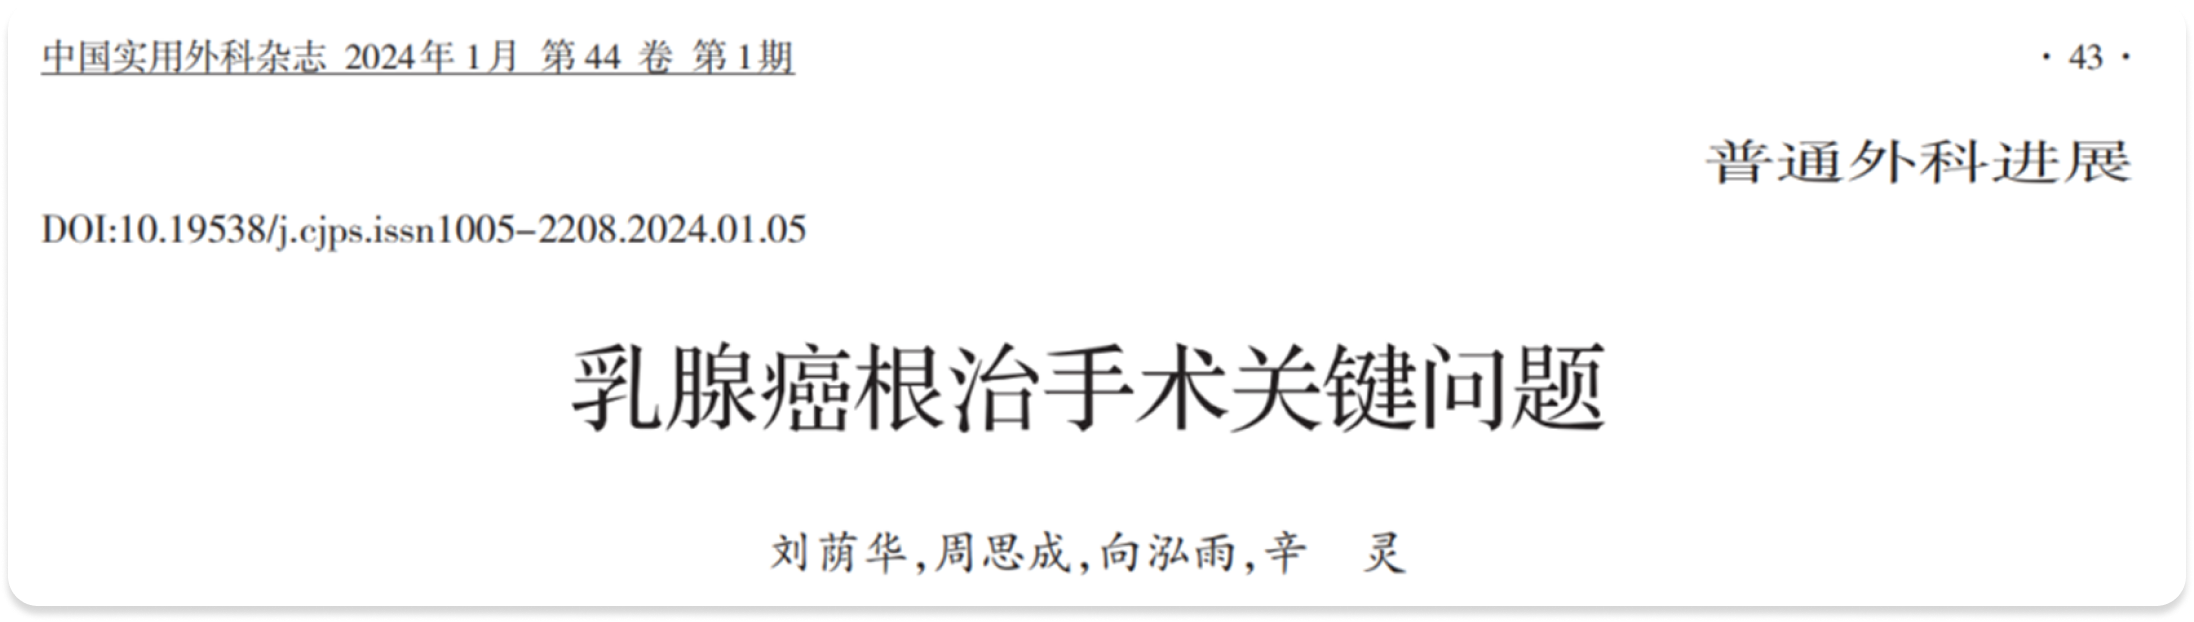 中国实用外科杂志 2024年1月 第44卷 第1期
· 43 ·
普通外科进展
DOI:10.19538/j.cjps.issn1005-2208.2024.01.05
乳腺癌根治手术关键问题
刘荫华,周思成,向泓雨,辛 灵